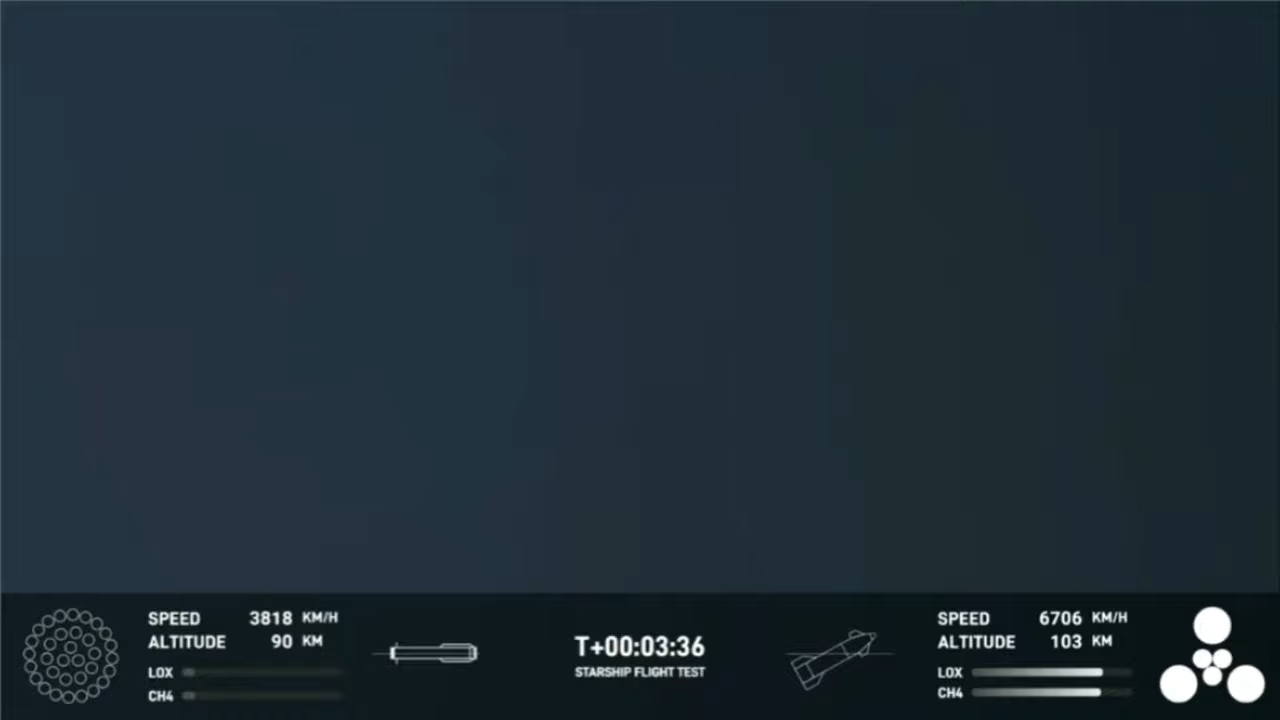 SPEED 3818 KM/H
ALTITUDE 90 KM
LOX
CH4
T+00:03:36
STARSHIP FLIGHT TEST
SPEED 6706 KM/H
ALTITUDE 103 KM
LOX
CH4